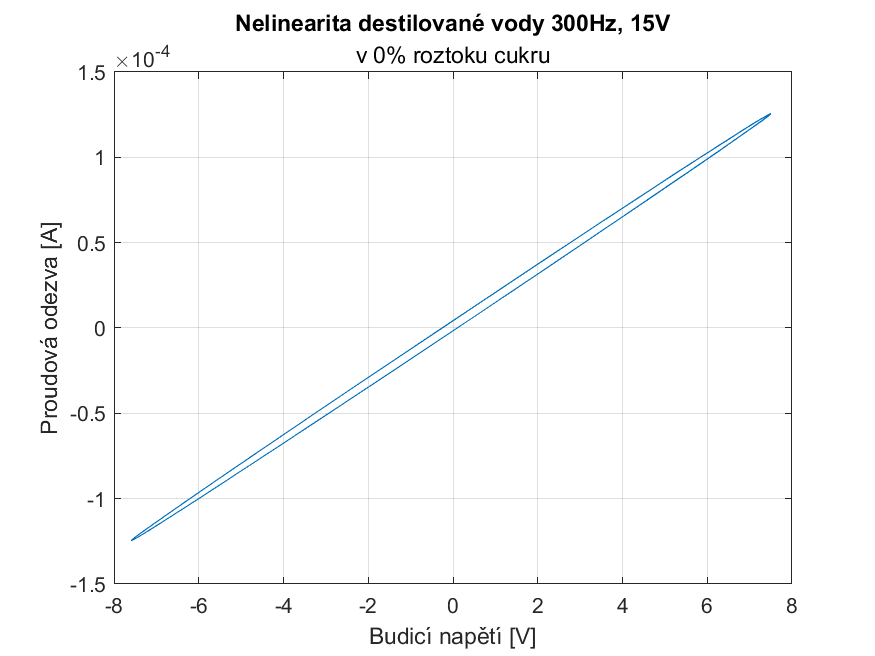 Nelinearita destilované vody 300Hz, 15V
v 0% roztoku cukru
×10-4
1.5
1
0.5
0
-0.5
-1
-1.5
Proudová odezva [A]
-8 -6 -4 -2 0 2 4 6 8
Budicí napětí [V]